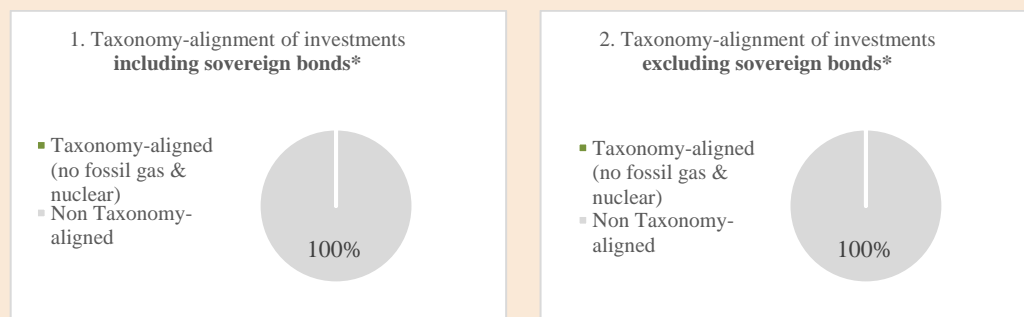 1. Taxonomy-alignment of investments
including sovereign bonds*
Taxonomy-aligned
(no fossil gas &
nuclear)
Non Taxonomy-
aligned
100%
2. Taxonomy-alignment of investments
excluding sovereign bonds*
Taxonomy-aligned
(no fossil gas &
nuclear)
Non Taxonomy-
aligned
100%